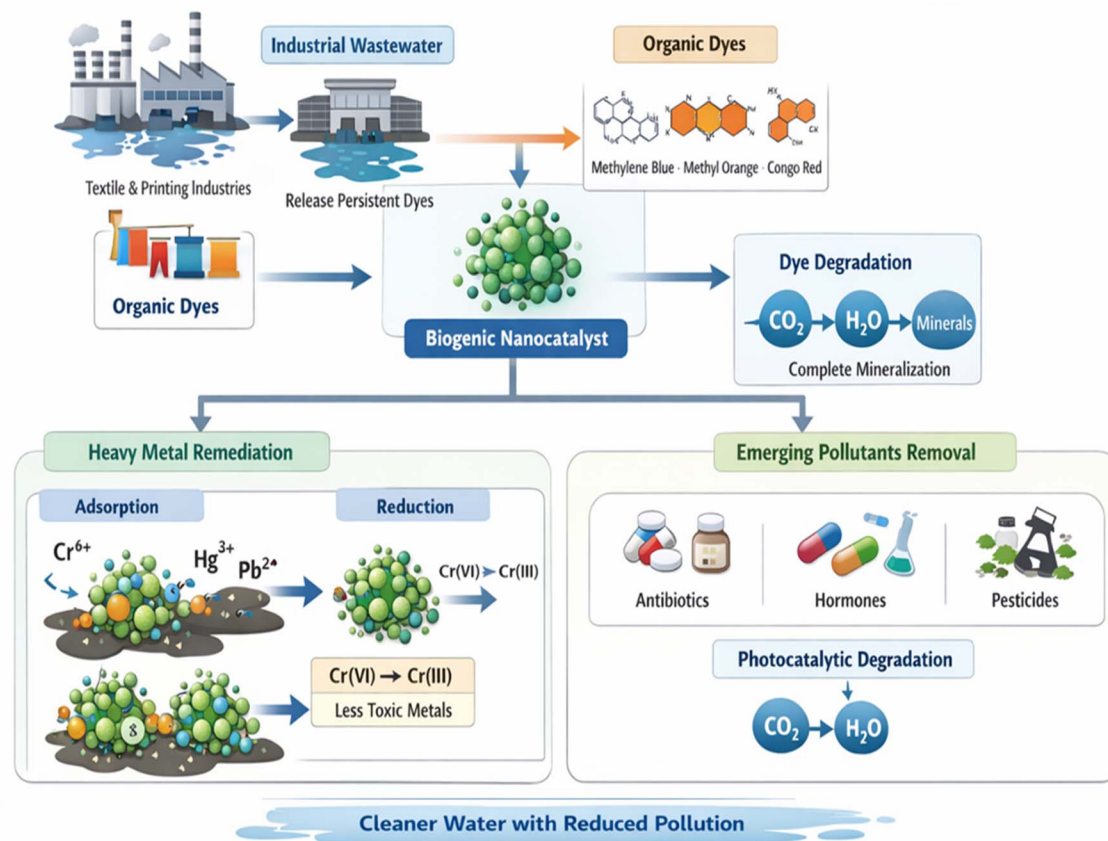 Industrial Wastewater
Organic Dyes
Textile & Printing Industries
Release Persistent Dyes
Methylene Blue · Methyl Orange · Congo Red
Organic Dyes
Biogenic Nanocatalyst
Dye Degradation
CO₂
H₂O
Minerals
Complete Mineralization
Heavy Metal Remediation
Adsorption
Reduction
Cr⁶⁺
Hg³⁺
Pb²
Cr(VI) ➤ Cr(III)
Cr(VI) → Cr(III)
Less Toxic Metals
8
Emerging Pollutants Removal
Antibiotics
Hormones
Pesticides
Photocatalytic Degradation
CO₂
H₂O
Cleaner Water with Reduced Pollution